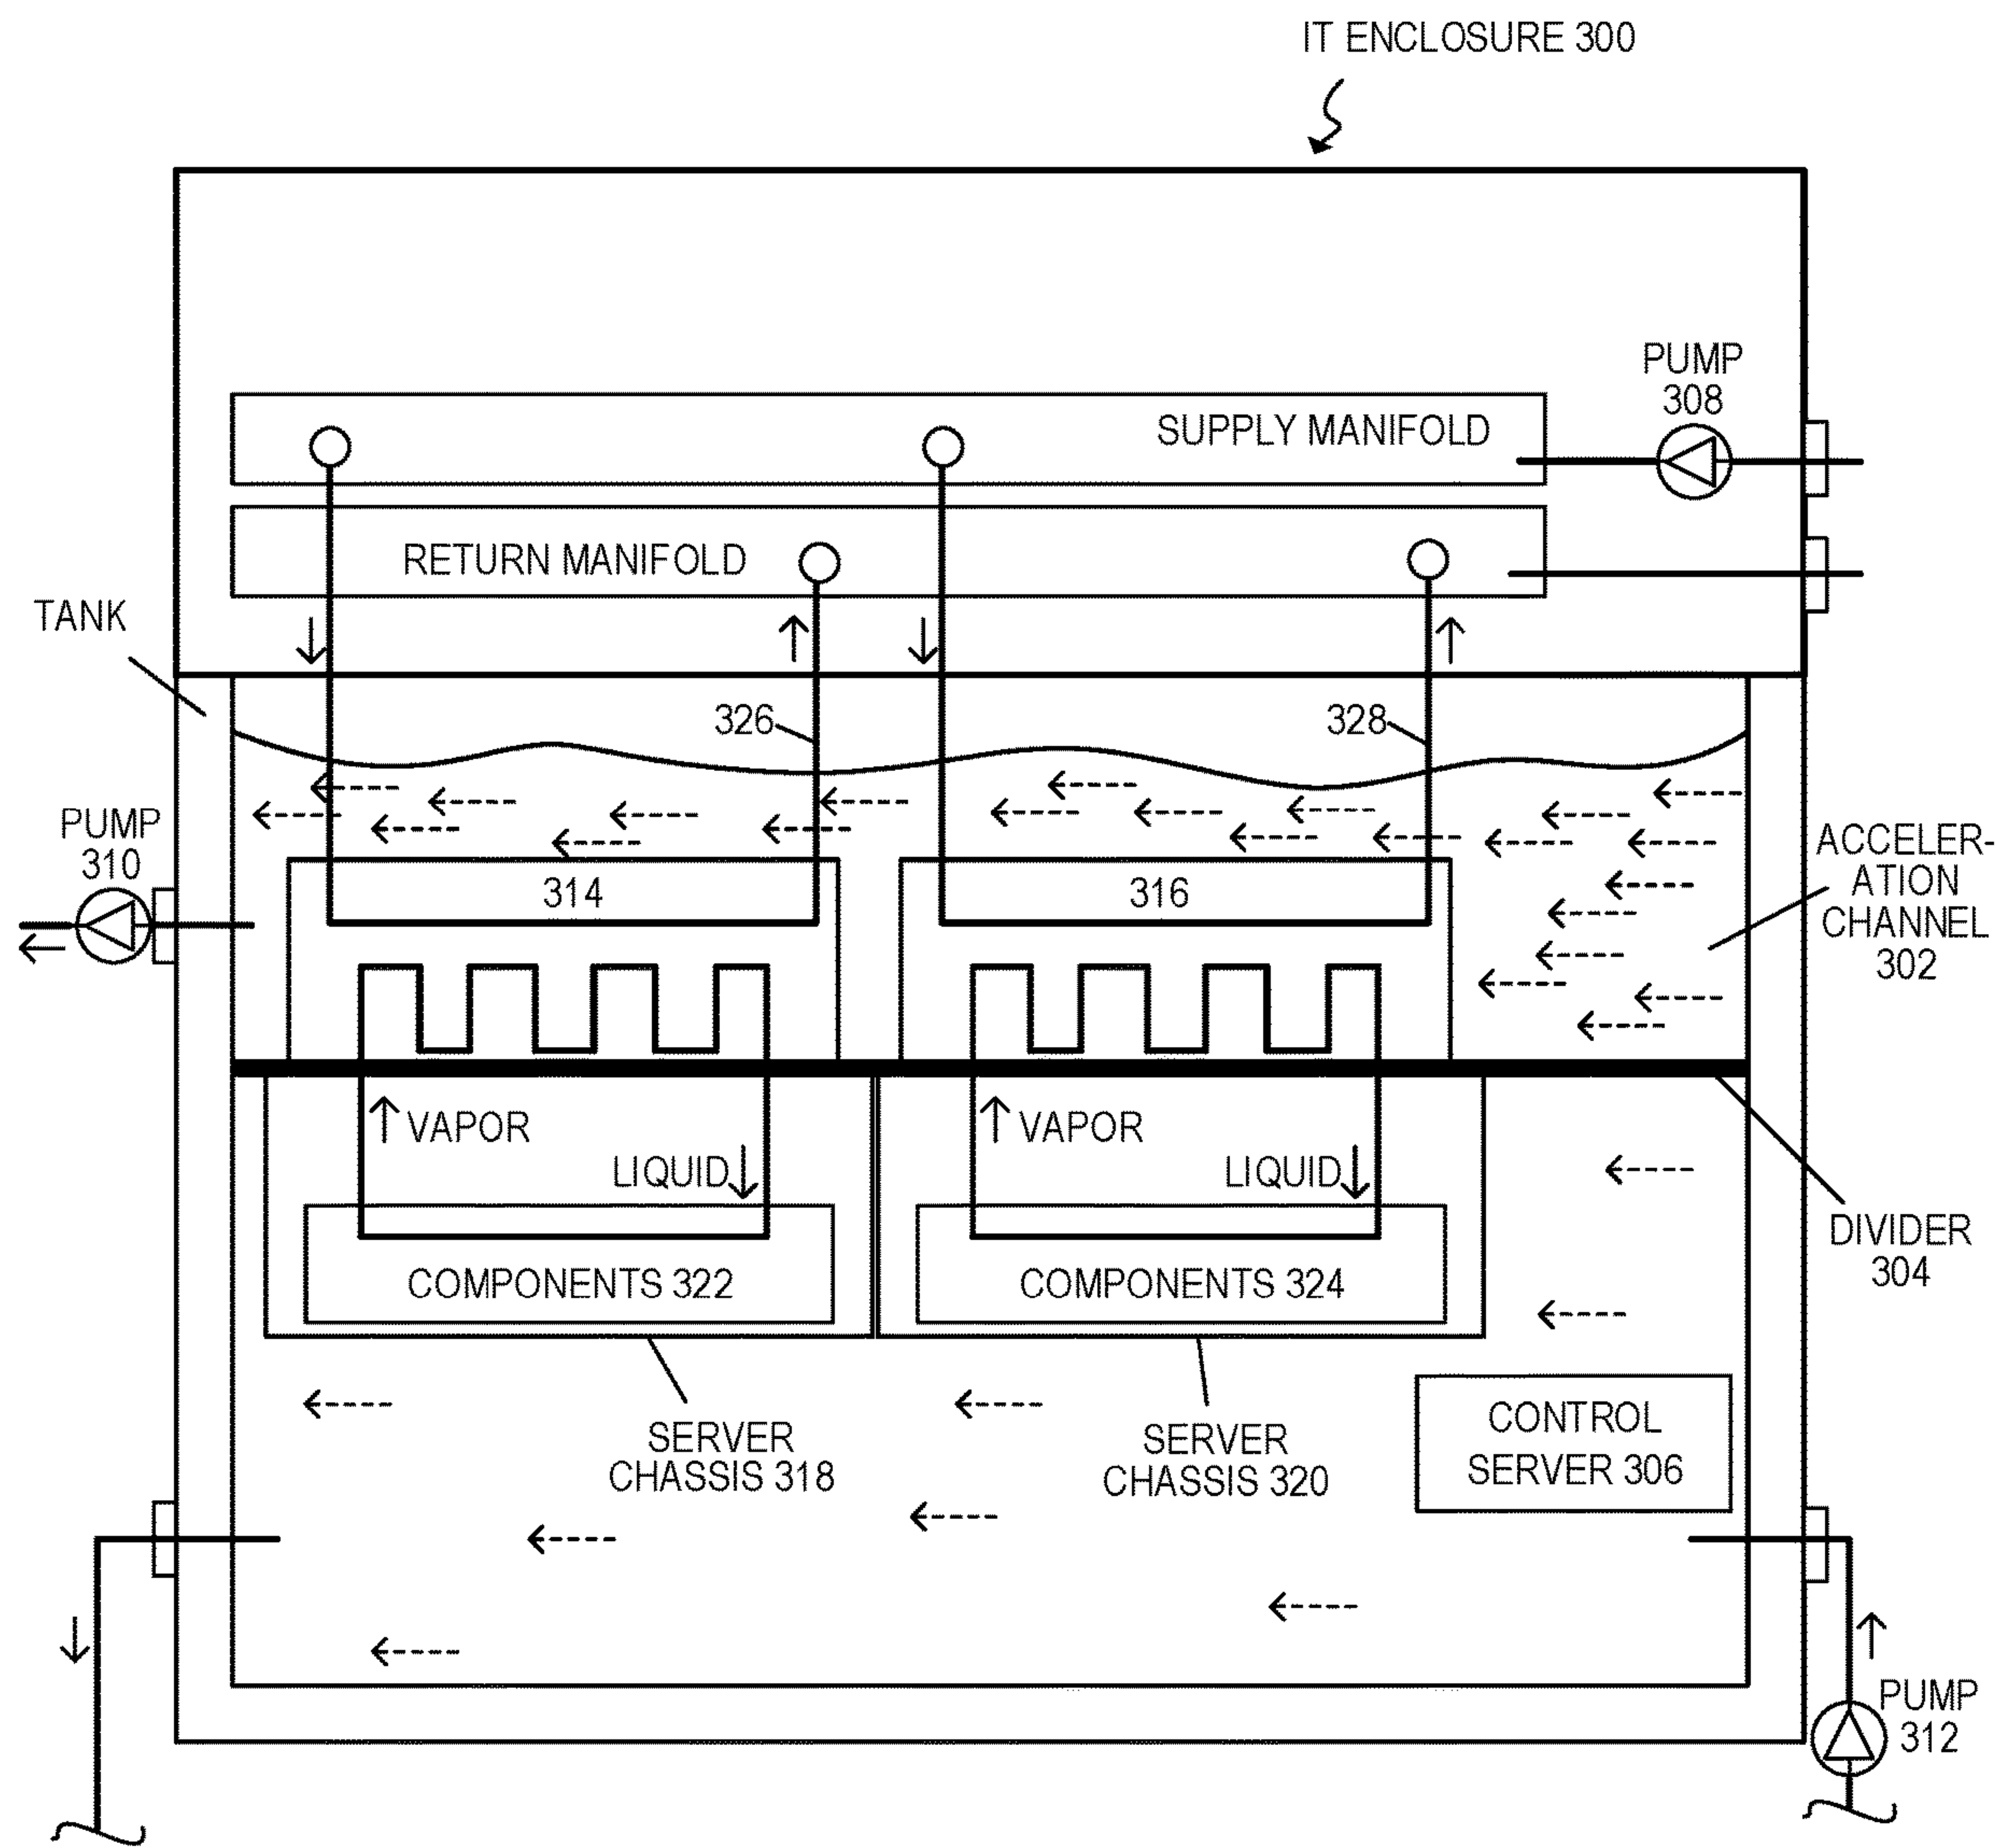 IT ENCLOSURE 300
PUMP
308
SUPPLY MANIFOLD
RETURN MANIFOLD
TANK
326
328
PUMP
310
ACCELER-
ATION
CHANNEL
302
314
316
VAPOR
LIQUID
VAPOR
LIQUID
DIVIDER
304
COMPONENTS 322
COMPONENTS 324
SERVER
CHASSIS 318
SERVER
CHASSIS 320
CONTROL
SERVER 306
PUMP
312